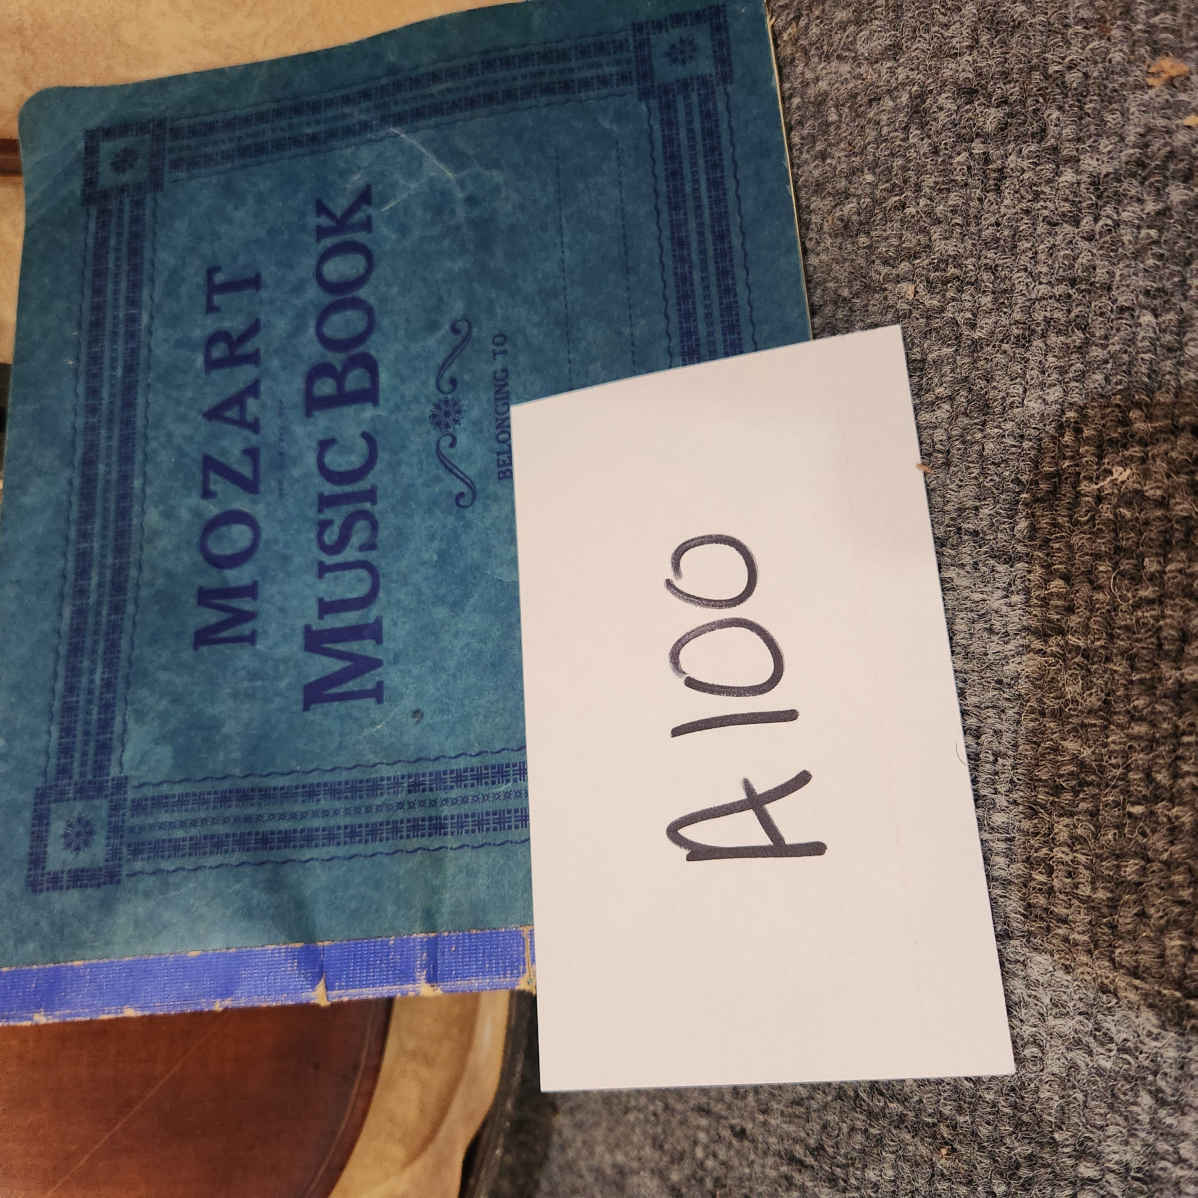 MOZART
MUSIC BOOK
BELONGING TO
A100